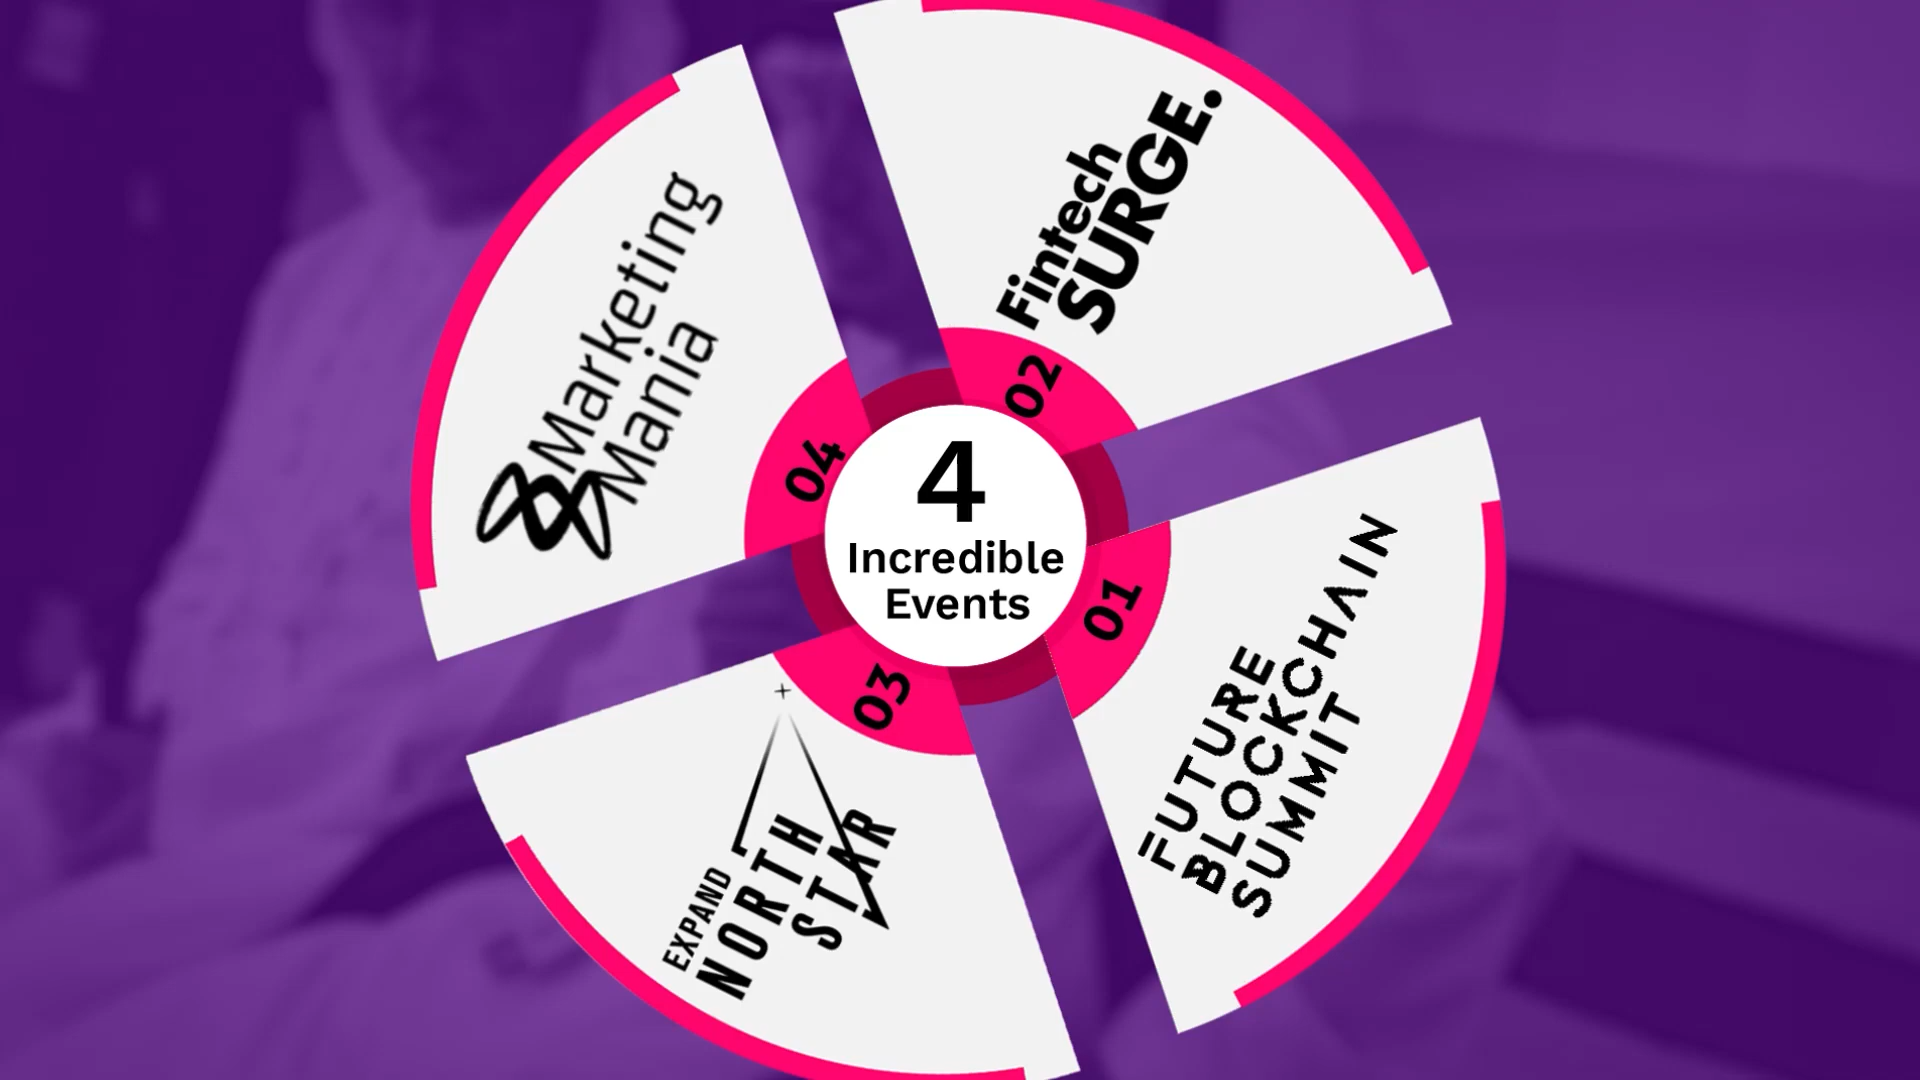 4
Incredible
Events
01
FUTURE
BLOCKCHAIN
SUMMIT
02
Fintech
SURGE.
03
EXPAND
NORTH
STAR
04
Marketing
Mania